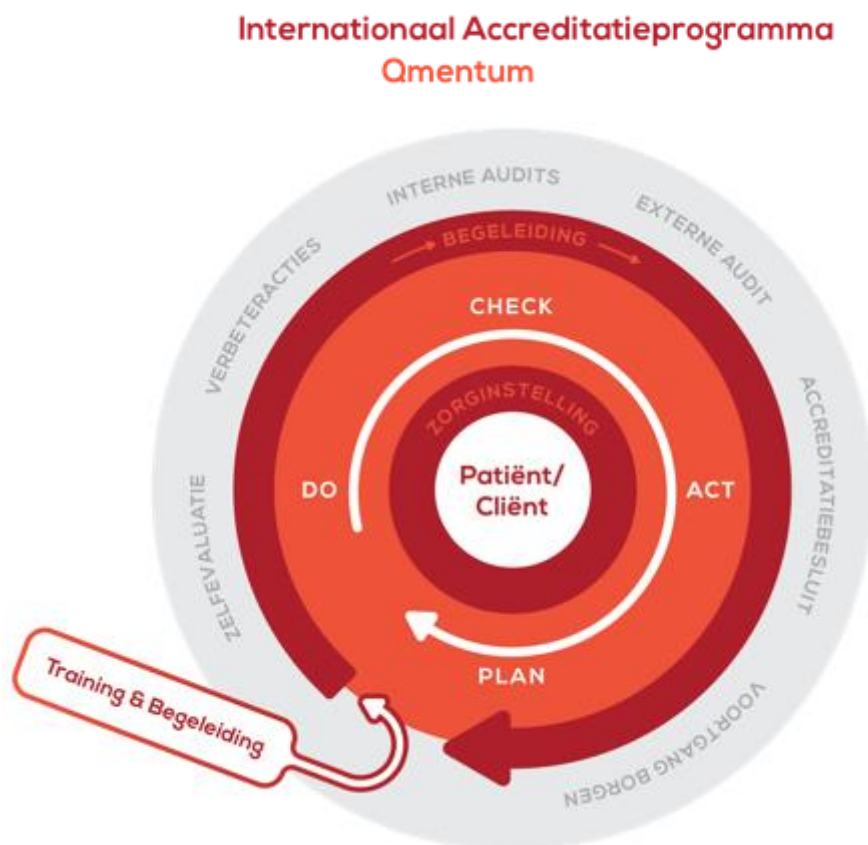 Internationaal Accreditatieprogramma
Qmentum
INTERNE AUDITS
EXTERNE AUDIT
ACCREDITATIEBESLUIT
VOORTGANG BORGEN
ZELFEVALUATIE
VERBETERACTIES
BEGELEIDING
CHECK
ACT
PLAN
DO
ZORGINSTELLING
Patiënt/
Cliënt
Training & Begeleiding